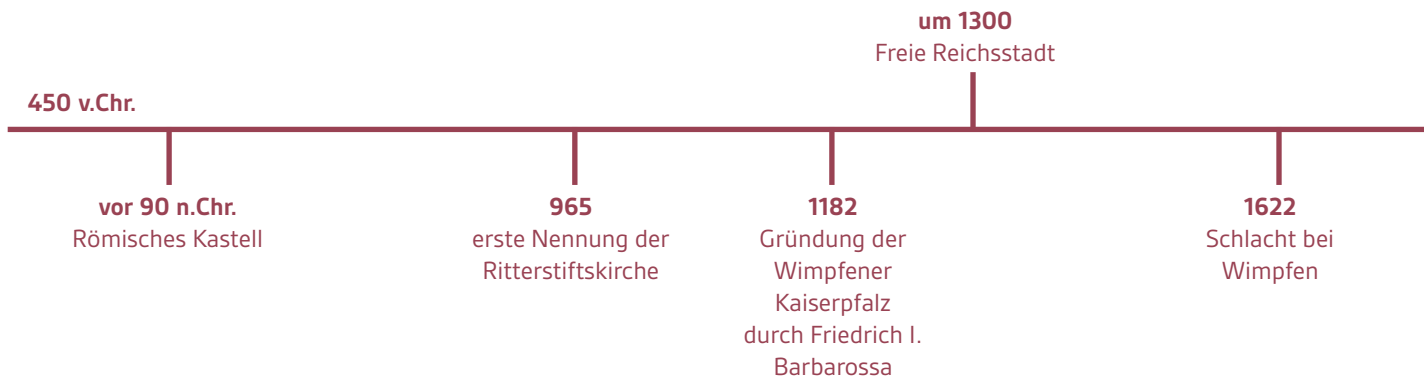 um 1300
Freie Reichsstadt
450 v.Chr.
vor 90 n.Chr.
Römisches Kastell
965
erste Nennung der
Ritterstiftskirche
1182
Gründung der
Wimpfener
Kaiserpfalz
durch Friedrich I.
Barbarossa
1622
Schlacht bei
Wimpfen